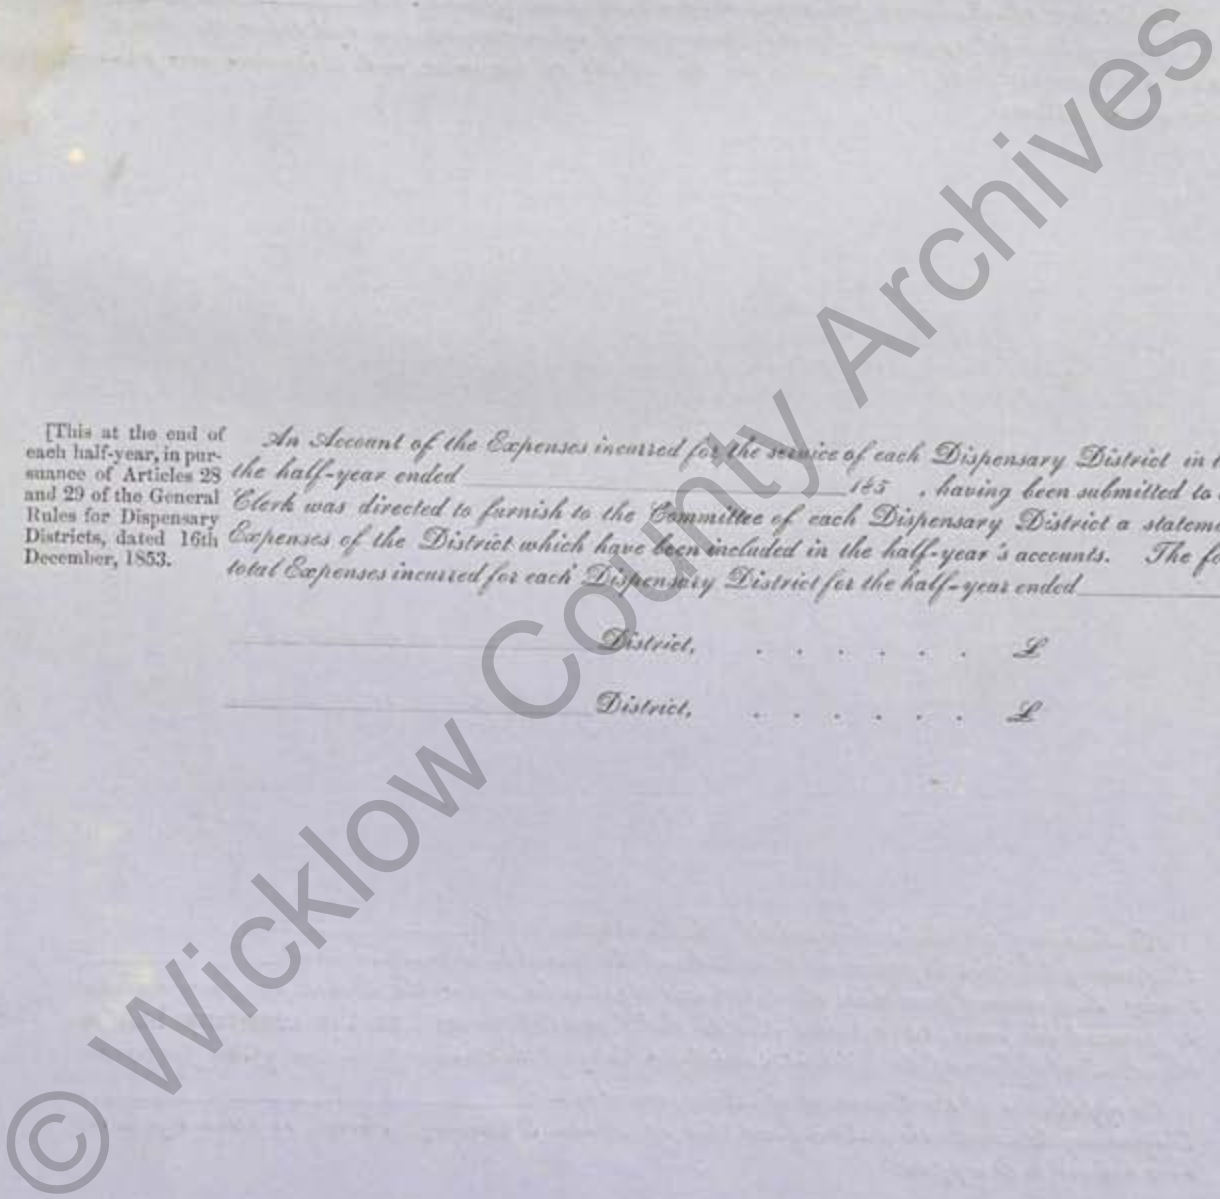 [This at the end of
each half-year, in pur-
suance of Articles 28
and 29 of the General
Rules for Dispensary
Districts, dated 16th
December, 1853.
An Account of the Expenses incurred for the service of each Dispensary District in
the half-year ended 185 , having been submitted to
Clerk was directed to furnish to the Committee of each Dispensary District a
Expenses of the District which have been included in the half-year's accounts. The
total Expenses incurred for each Dispensary District for the half-year ended
District, . . . . . . £
District, . . . . . . £
© Wicklow County Archives